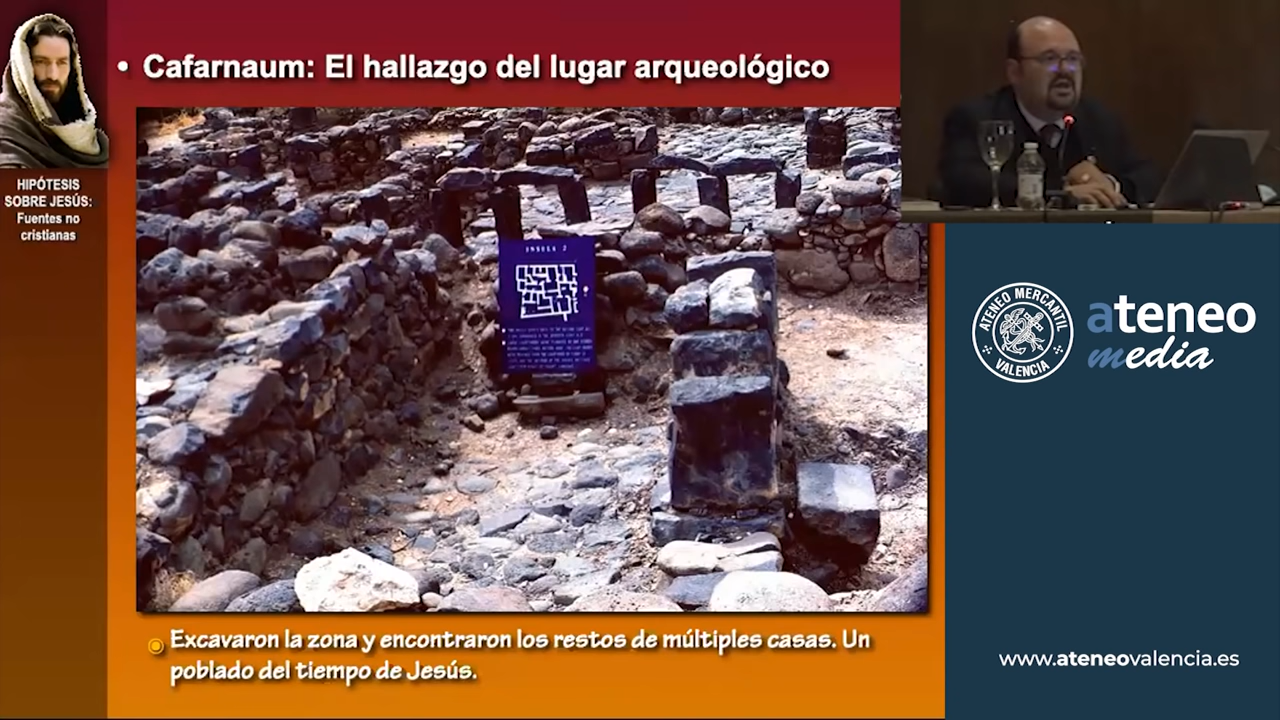 HIPÓTESIS
SOBRE JESÚS:
Fuentes no
cristianas
• Cafarnaum: El hallazgo del lugar arqueológico
INSULA 2
Excavaron la zona y encontraron los restos de múltiples casas. Un
poblado del tiempo de Jesús.
ATENEO MERCANTIL
VALENCIA
ateneo
media
www.ateneovalencia.es